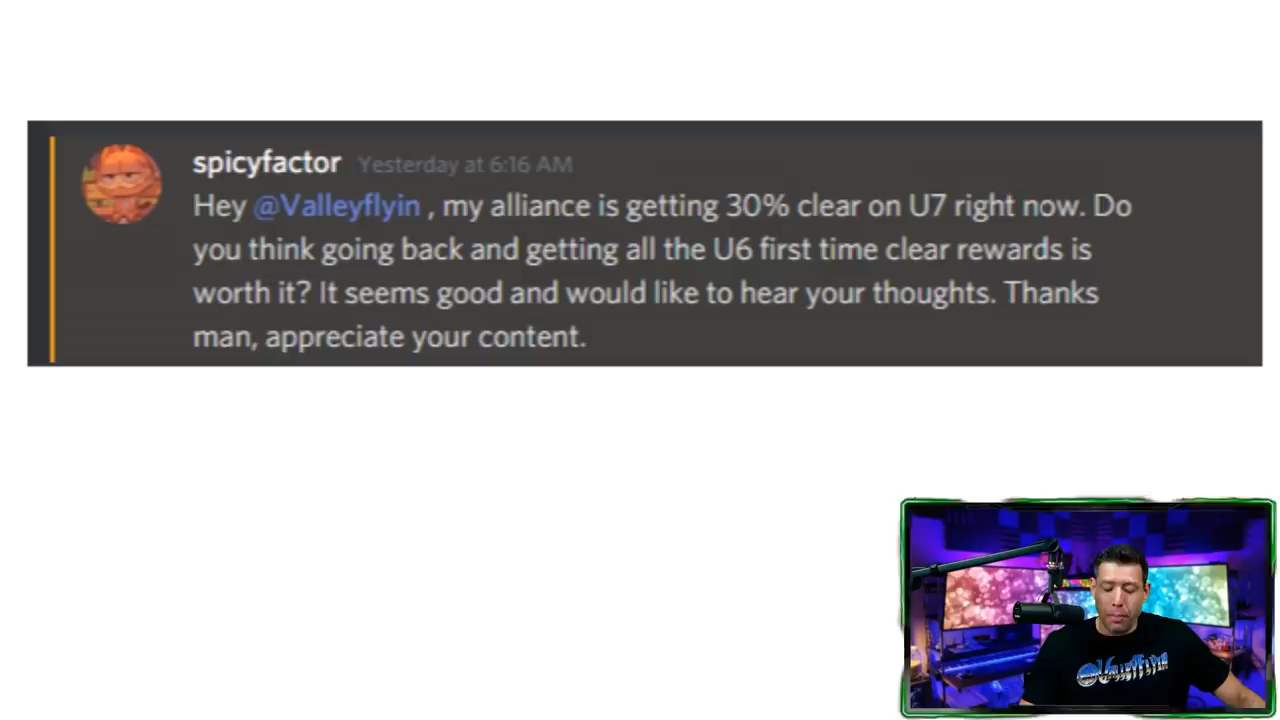 spicyfactor Yesterday at 6:16 AM
Hey @Valleyflyin , my alliance is getting 30% clear on U7 right now. Do
you think going back and getting all the U6 first time clear rewards is
worth it? It seems good and would like to hear your thoughts. Thanks
man, appreciate your content.
VALLEYFLYIN